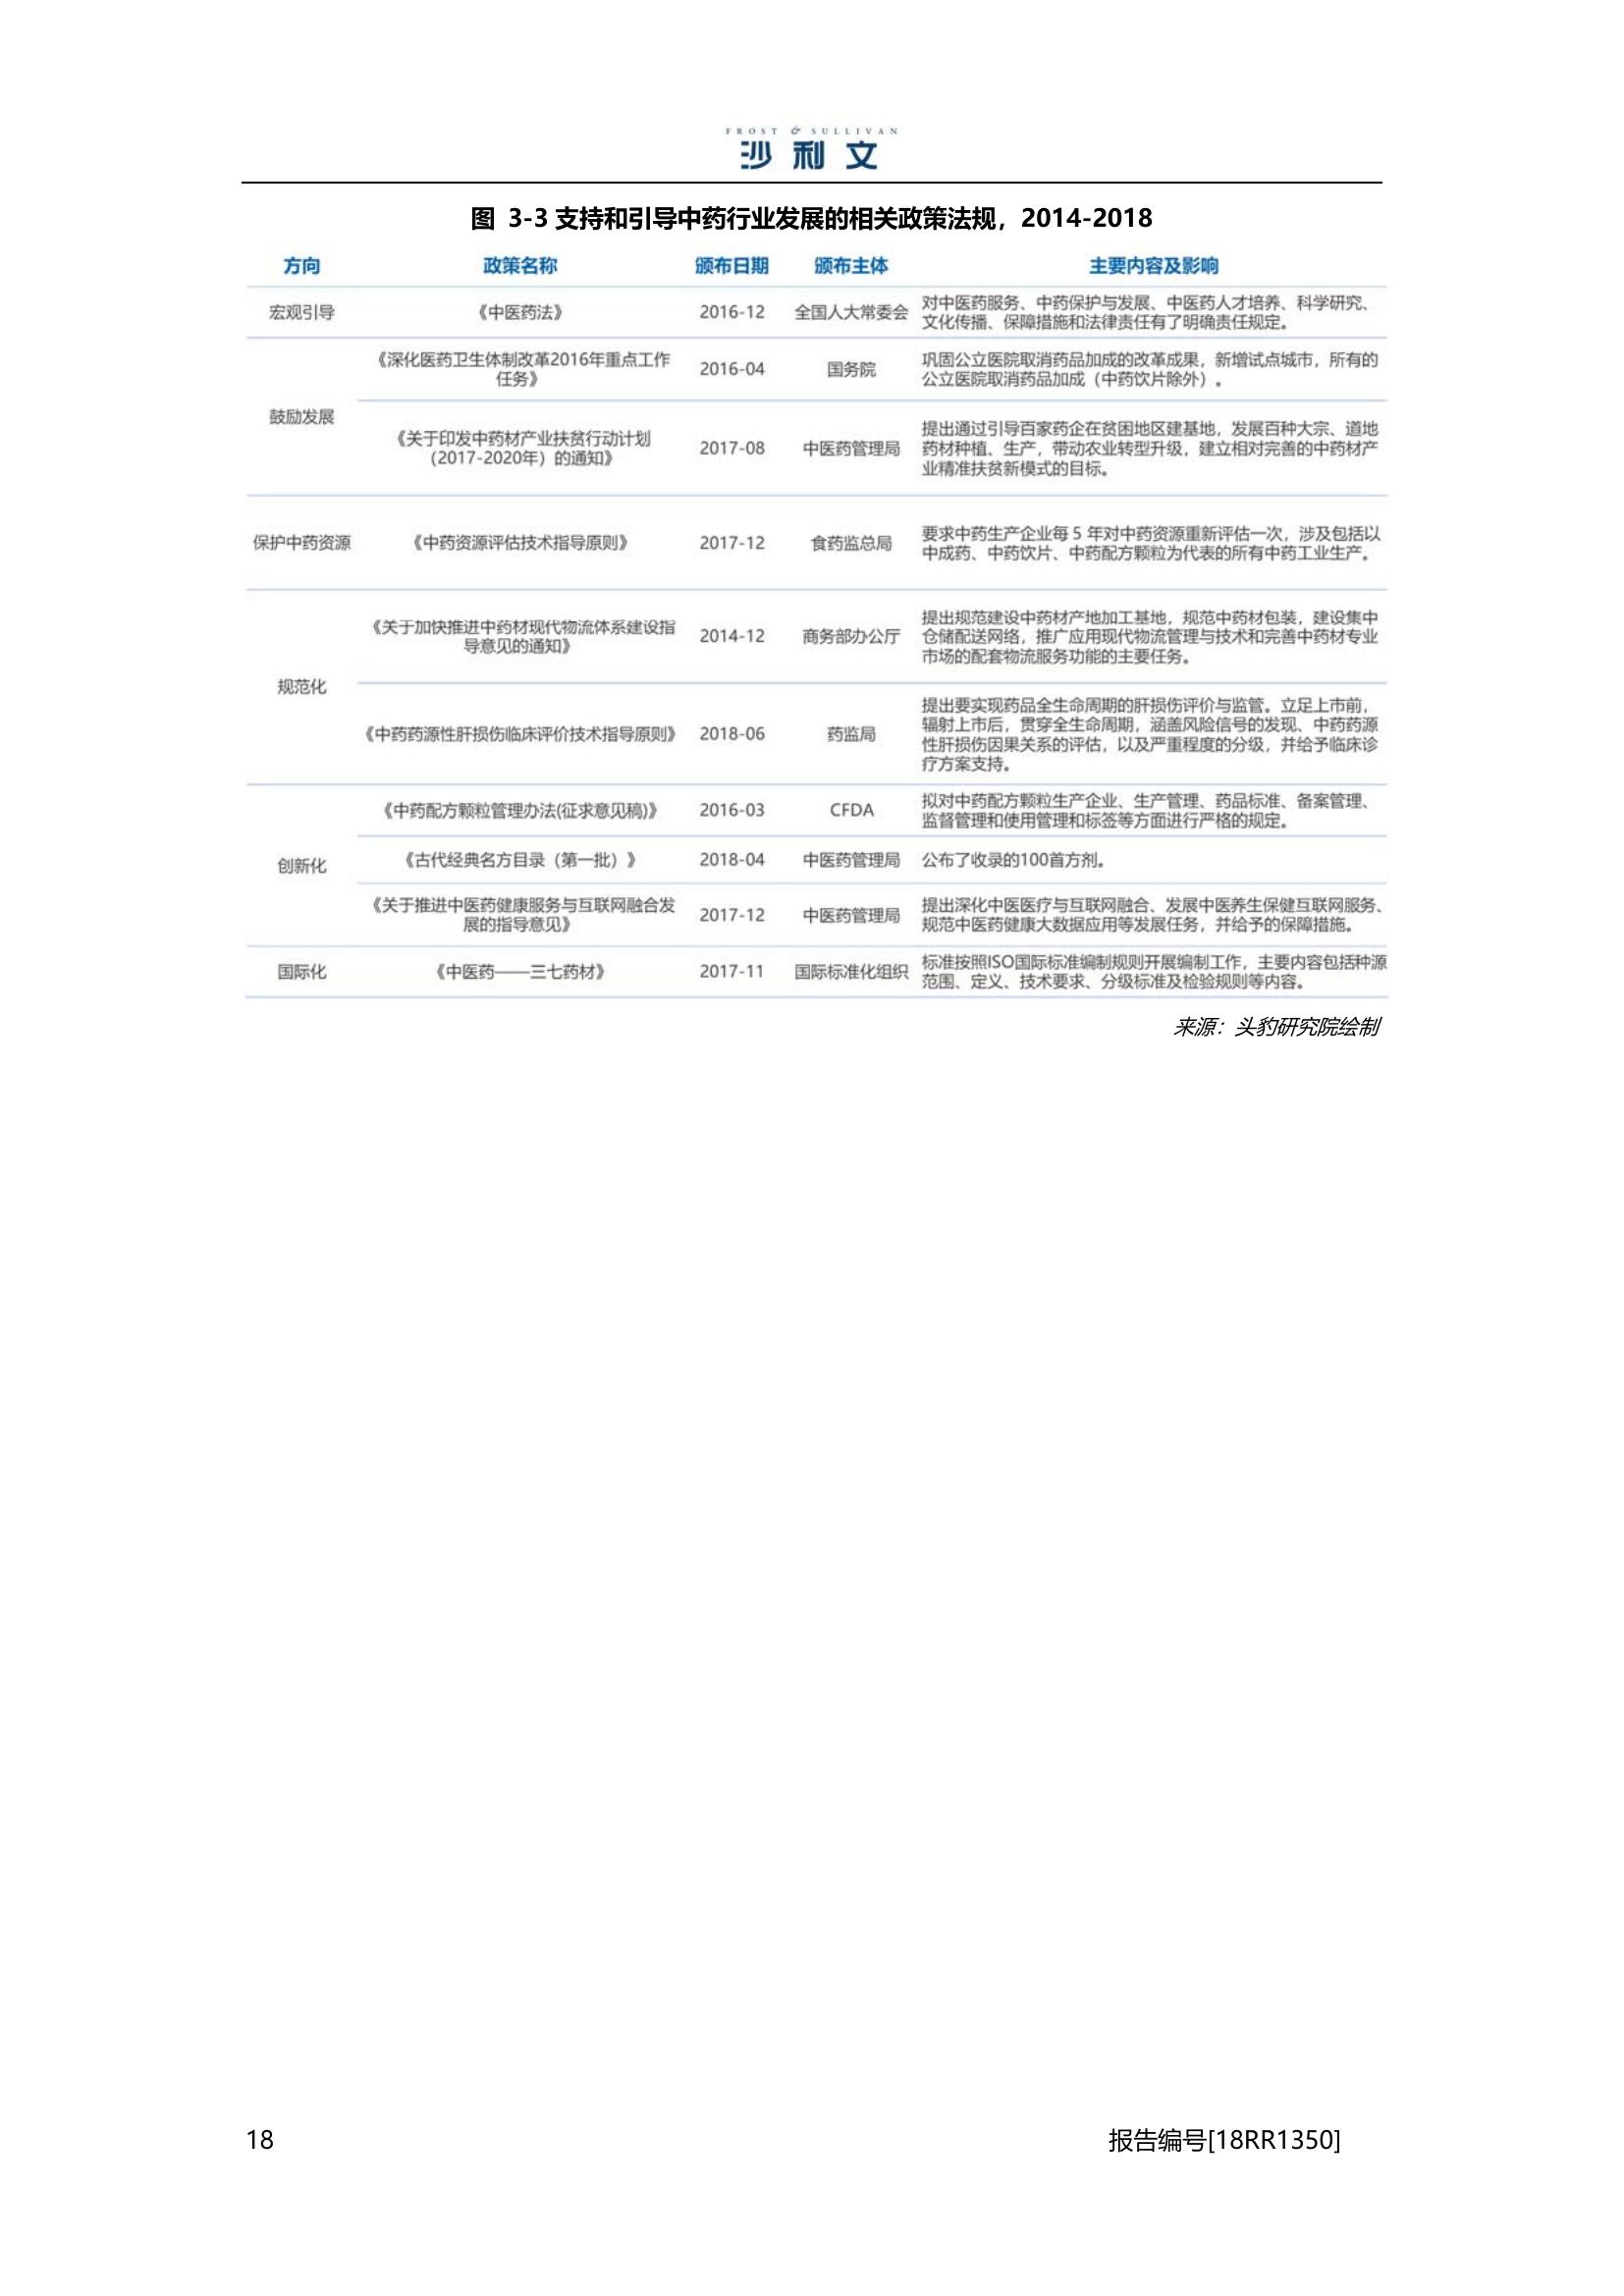 FROST & SULLIVAN
沙利文
图 3-3 支持和引导中药行业发展的相关政策法规，2014-2018
方向 政策名称 颁布日期 颁布主体 主要内容及影响
宏观引导 《中医药法》 2016-12 全国人大常委会 对中医药服务、中药保护与发展、中医药人才培养、科学研究、
文化传播、保障措施和法律责任有了明确责任规定。
鼓励发展
《深化医药卫生体制改革2016年重点工作
任务》
2016-04 国务院
巩固公立医院取消药品加成的改革成果，新增试点城市，所有的
公立医院取消药品加成（中药饮片除外）。
《关于印发中药材产业扶贫行动计划
（2017-2020年）的通知》
2017-08 中医药管理局
提出通过引导百家药企在贫困地区建基地，发展百种大宗、道地
药材种植、生产，带动农业转型升级，建立相对完善的中药材产
业精准扶贫新模式的目标。
保护中药资源 《中药资源评估技术指导原则》 2017-12 食药监总局
要求中药生产企业每 5 年对中药资源重新评估一次，涉及包括以
中成药、中药饮片、中药配方颗粒为代表的所有中药工业生产。
规范化
《关于加快推进中药材现代物流体系建设指
导意见的通知》
2014-12 商务部办公厅
提出规范建设中药材产地加工基地，规范中药材包装，建设集中
仓储配送网络，推广应用现代物流管理与技术和完善中药材专业
市场的配套物流服务功能的主要任务。
《中药药源性肝损伤临床评价技术指导原则》 2018-06 药监局
提出要实现药品全生命周期的肝损伤评价与监管。立足上市前，
辐射上市后，贯穿全生命周期，涵盖风险信号的发现、中药药源
性肝损伤因果关系的评估，以及严重程度的分级，并给予临床诊
疗方案支持。
创新化
《中药配方颗粒管理办法(征求意见稿)》 2016-03 CFDA
拟对中药配方颗粒生产企业、生产管理、药品标准、备案管理、
监督管理和使用管理和标签等方面进行严格的规定。
《古代经典名方目录（第一批）》 2018-04 中医药管理局 公布了收录的100首方剂。
《关于推进中医药健康服务与互联网融合发
展的指导意见》
2017-12 中医药管理局
提出深化中医医疗与互联网融合、发展中医养生保健互联网服务、
规范中医药健康大数据应用等发展任务，并给予的保障措施。
国际化 《中医药——三七药材》 2017-11 国际标准化组织
标准按照ISO国际标准编制规则开展编制工作，主要内容包括种源
范围、定义、技术要求、分级标准及检验规则等内容。
来源：头豹研究院绘制
18 报告编号[18RR1350]